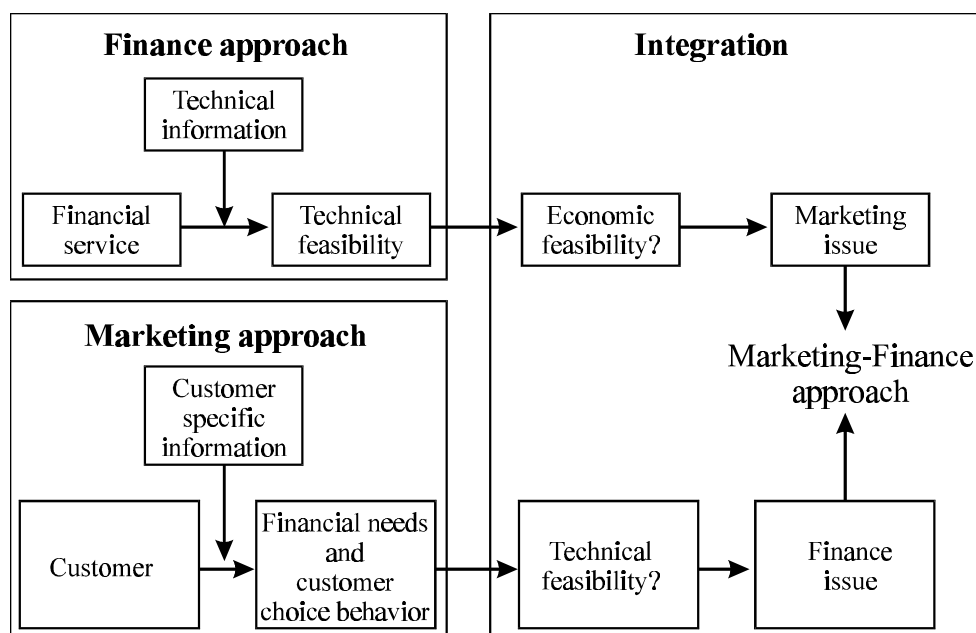 Finance approach
Technical
information
Financial
service
Technical
feasibility
Marketing approach
Customer
specific
information
Customer
Financial needs
and
customer
choice behavior
Integration
Economic
feasibility?
Marketing
issue
Marketing-Finance
approach
Technical
feasibility?
Finance
issue